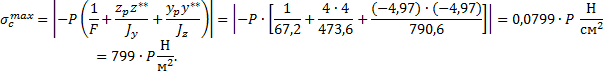 σ_c^{max} = |−P (1/F + z_p z^{**}/J_y + y_p y^{**}/J_z)| = |−P · [1/67,2 + 4 · 4/473,6 + (−4,97) · (−4,97)/790,6]| = 0,0799 · P Н/см²
= 799 · P Н/м².